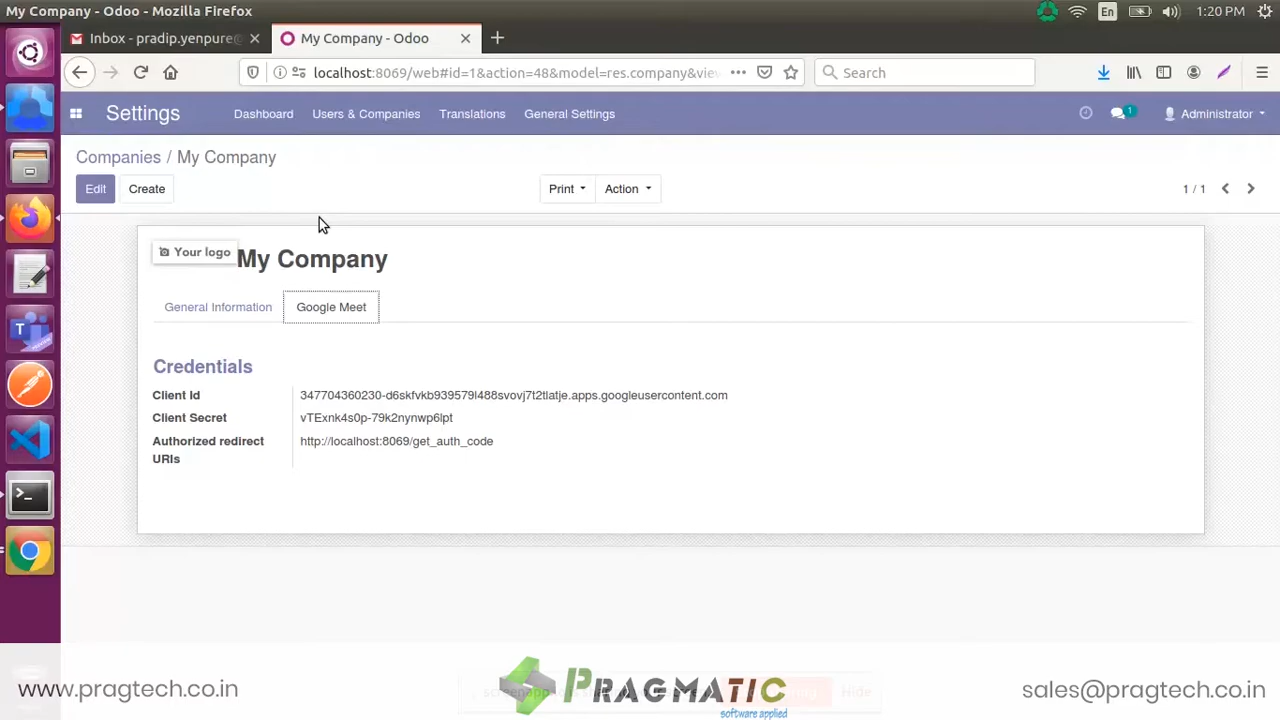 My Company - Odoo - Mozilla Firefox
En
1:20 PM
Inbox - pradip.yenpure@
My Company - Odoo
localhost:8069/web#id=1&action=48&model=res.company&view
Search
Settings
Dashboard
Users & Companies
Translations
General Settings
1
Administrator
Companies / My Company
Edit
Create
Print
Action
1 / 1
Your logo
My Company
General Information
Google Meet
Credentials
Client Id
347704360230-d6skfvkb939579l488svovj7t2tlatje.apps.googleusercontent.com
Client Secret
vTExnk4s0p-79k2nynwp6lpt
Authorized redirect
URIs
http://localhost:8069/get_auth_code
www.pragtech.co.in
PRAGMATIC
software applied
Hide
sales@pragtech.co.in